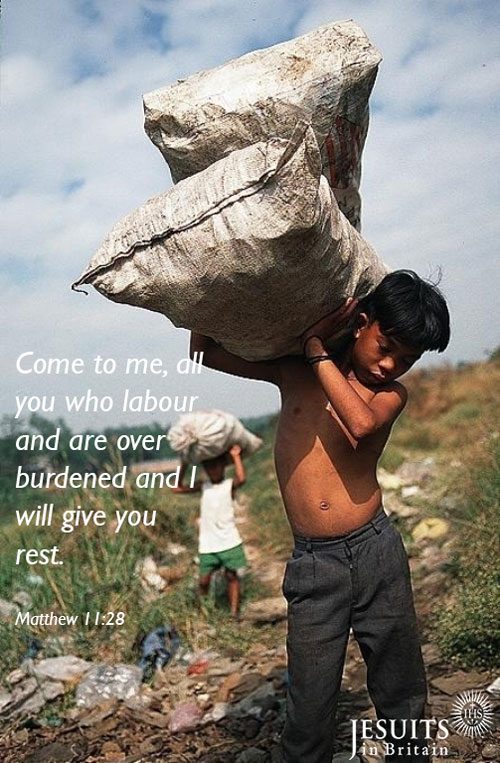 Come to me, all
you who labour
and are over
burdened and I
will give you
rest.
Matthew 11:28
JESUITS
in Britain
IHS